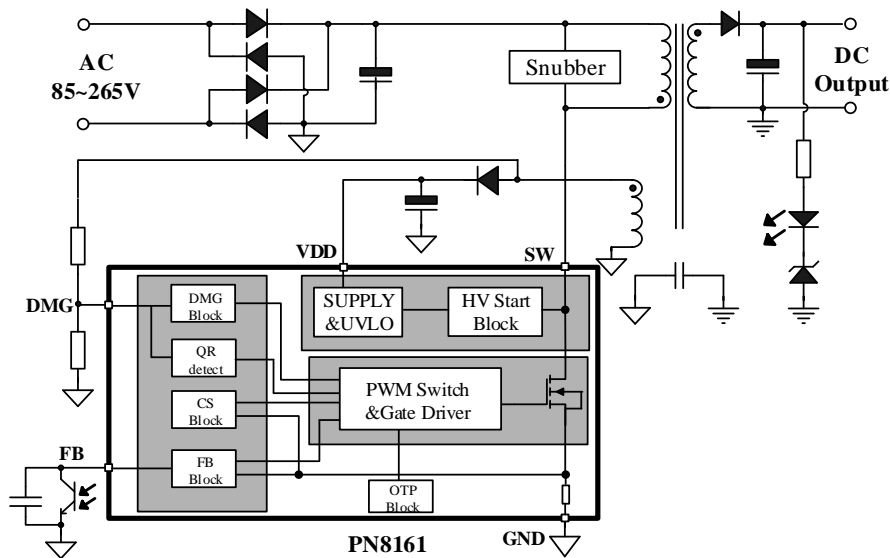 AC
85~265V
Snubber
DC
Output
VDD
SW
DMG
DMG
Block
SUPPLY
&UVLO
HV Start
Block
QR
detect
PWM Switch
&Gate Driver
CS
Block
FB
FB
Block
OTP
Block
GND
PN8161